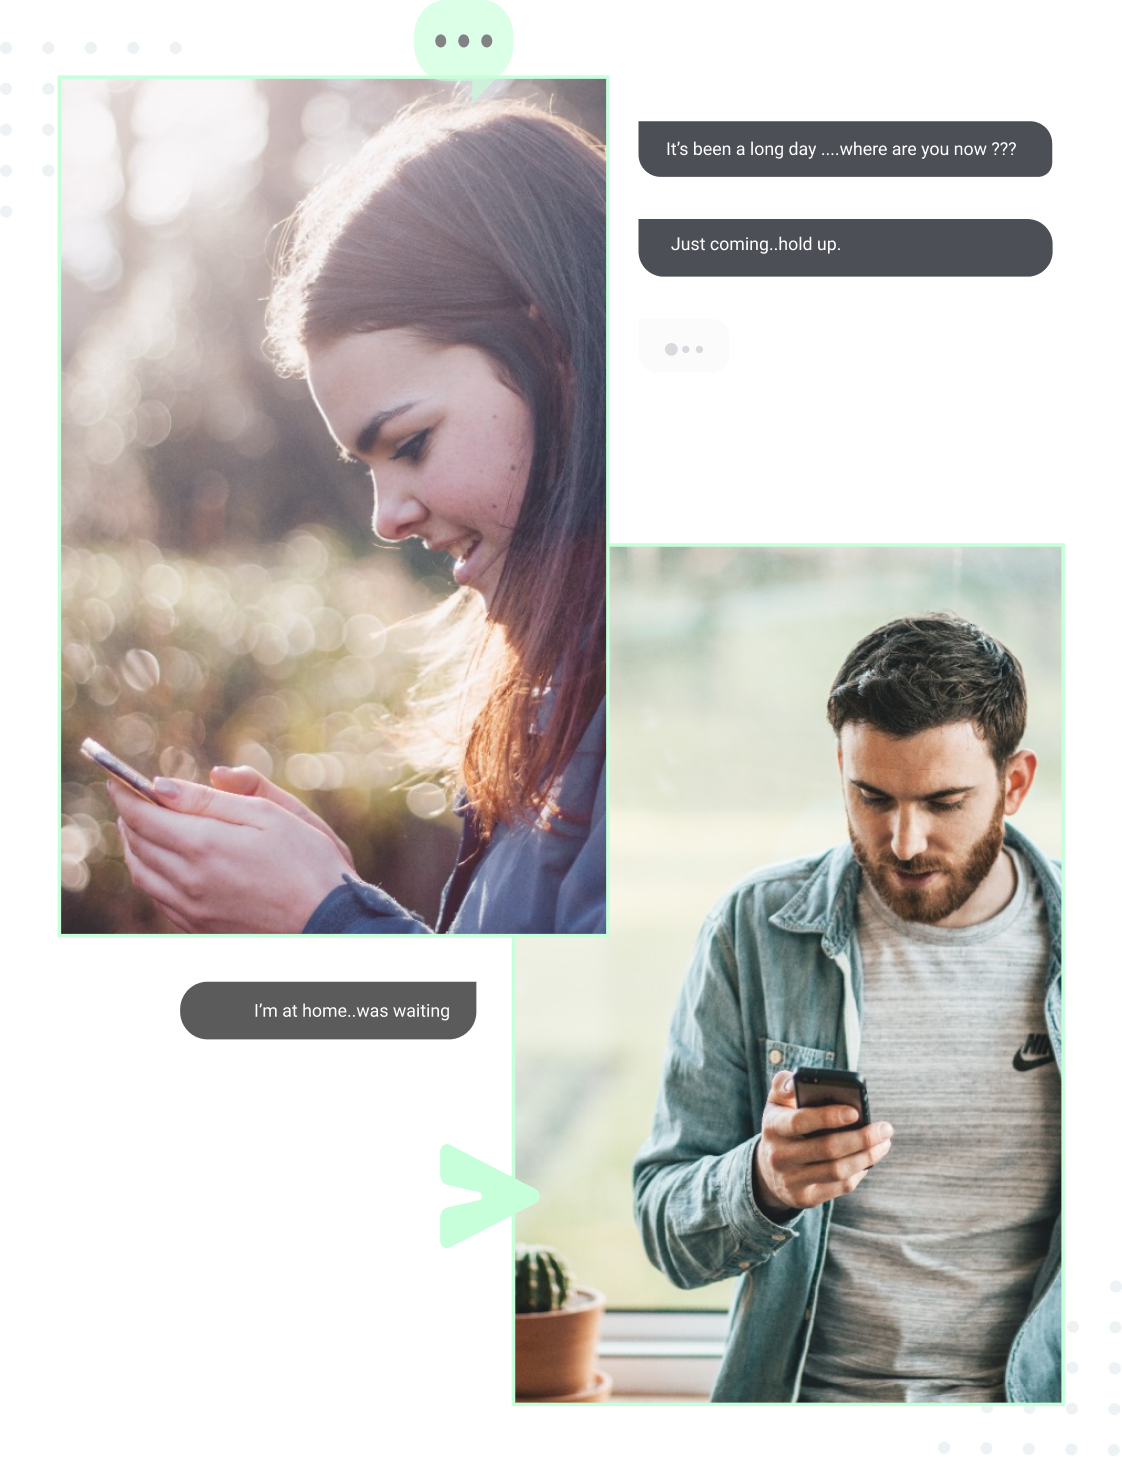 It’s been a long day ....where are you now ???
Just coming..hold up.
I’m at home..was waiting